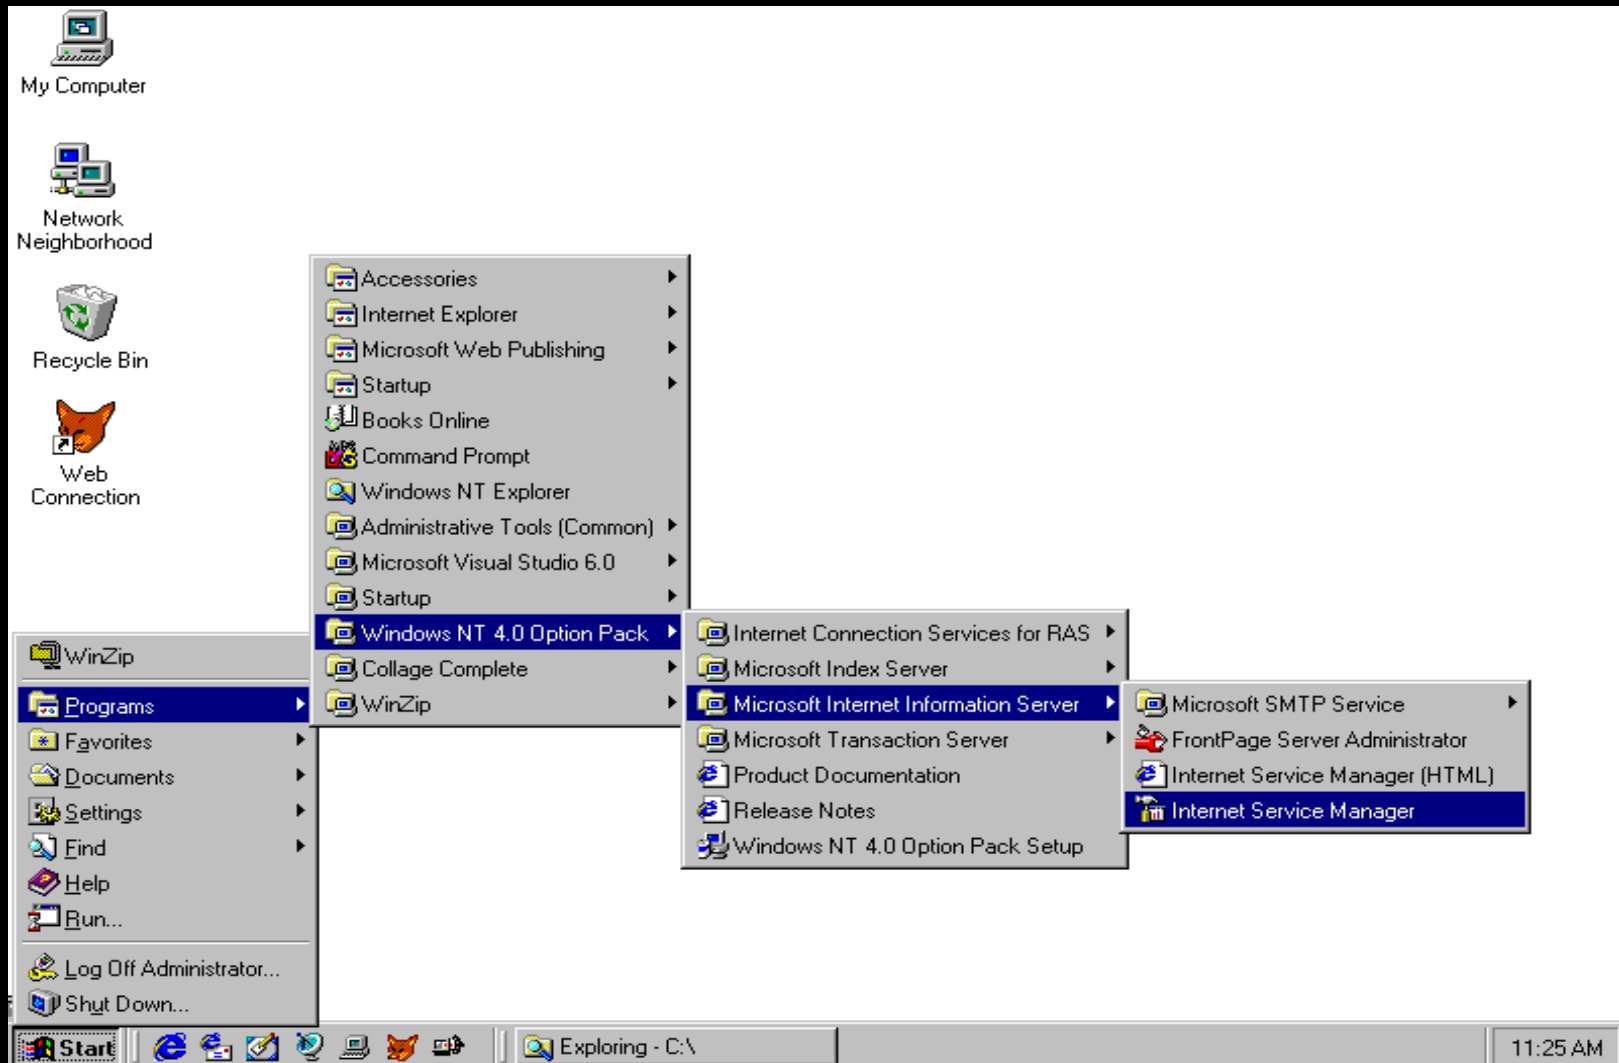 My Computer
Network
Neighborhood
Recycle Bin
Web
Connection
Accessories
Internet Explorer
Microsoft Web Publishing
Startup
Books Online
Command Prompt
Windows NT Explorer
Administrative Tools (Common)
Microsoft Visual Studio 6.0
Startup
Windows NT 4.0 Option Pack
Collage Complete
WinZip
Internet Connection Services for RAS
Microsoft Index Server
Microsoft Internet Information Server
Microsoft Transaction Server
Product Documentation
Release Notes
Windows NT 4.0 Option Pack Setup
Microsoft SMTP Service
FrontPage Server Administrator
Internet Service Manager (HTML)
Internet Service Manager
WinZip
Programs
Favorites
Documents
Settings
Find
Help
Run...
Log Off Administrator...
Shut Down...
Start
Exploring - C:\
11:25 AM